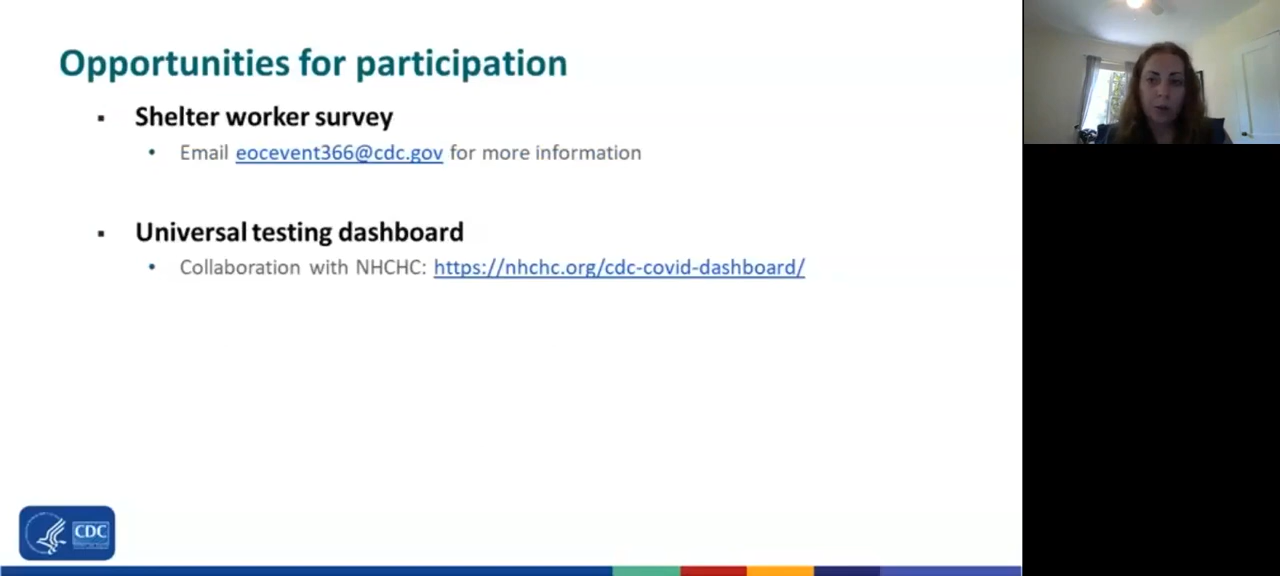 Opportunities for participation
▪ Shelter worker survey
• Email eocevent366@cdc.gov for more information
▪ Universal testing dashboard
• Collaboration with NHCHC: https://nhchc.org/cdc-covid-dashboard/
CDC